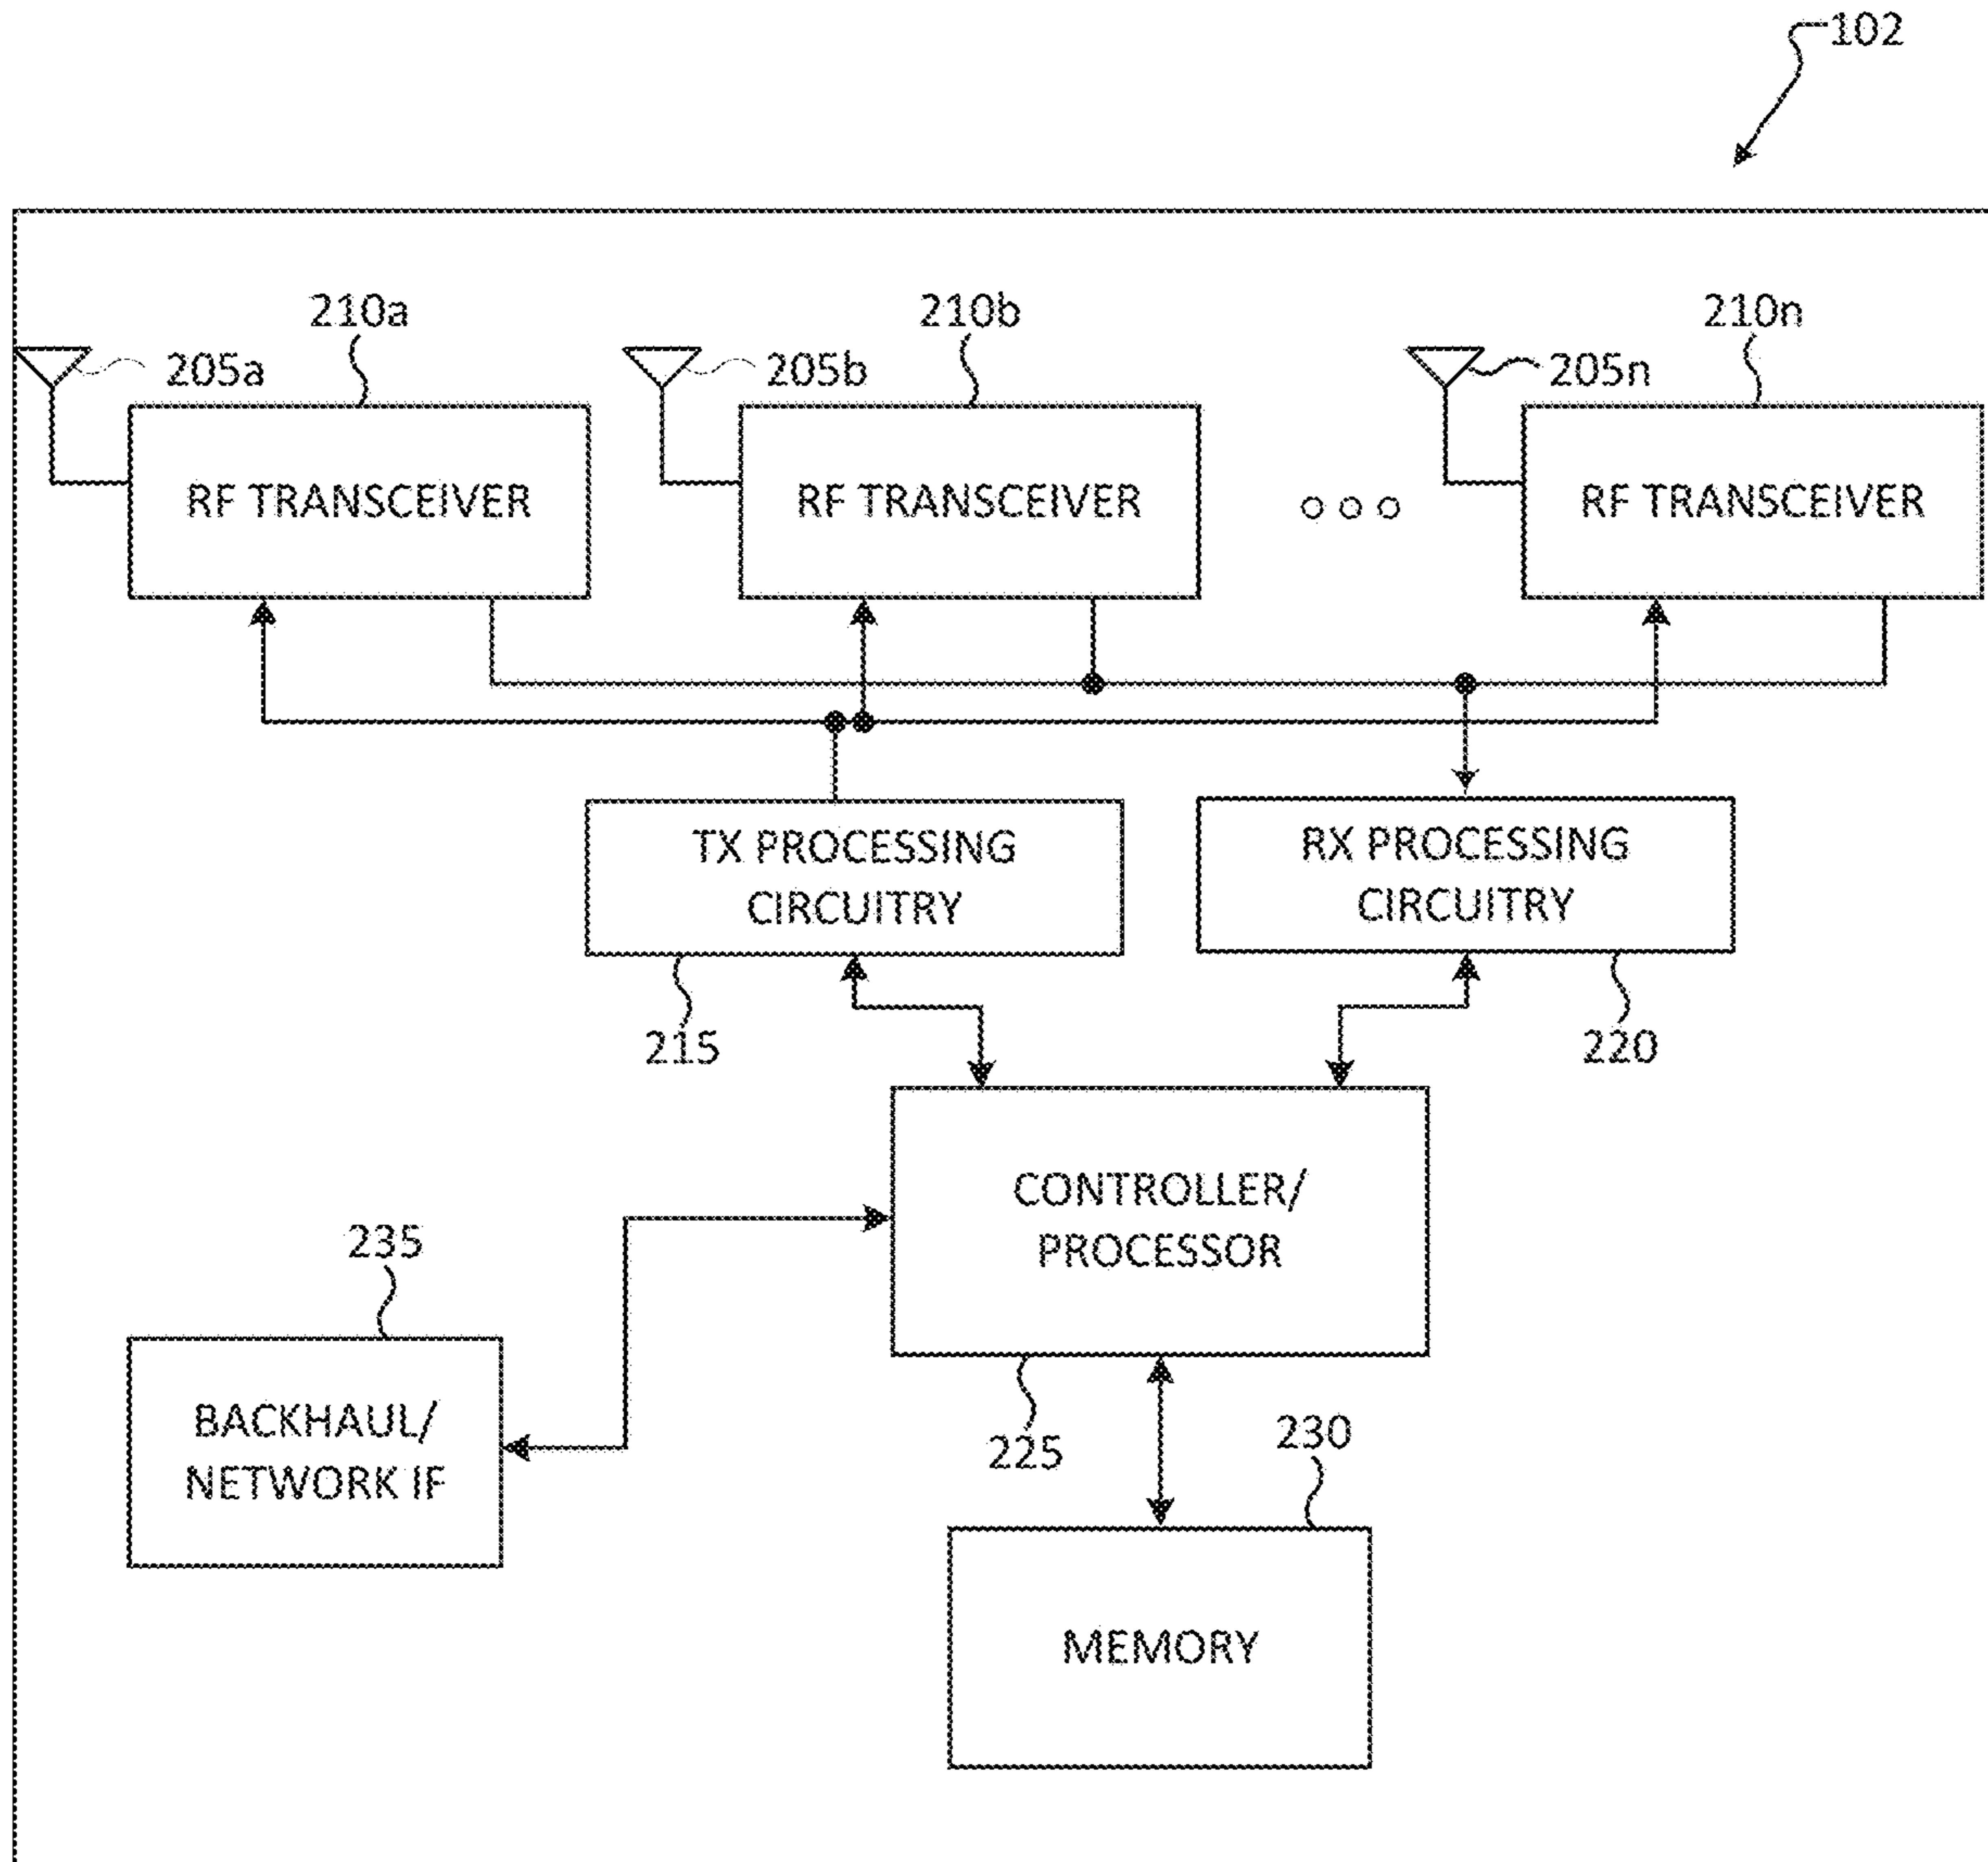 102
210a
210b
210n
205a
205b
205n
RF TRANSCEIVER
RF TRANSCEIVER
RF TRANSCEIVER
TX PROCESSING
CIRCUITRY
RX PROCESSING
CIRCUITRY
215
220
CONTROLLER/
PROCESSOR
235
BACKHAUL/
NETWORK IF
225
230
MEMORY